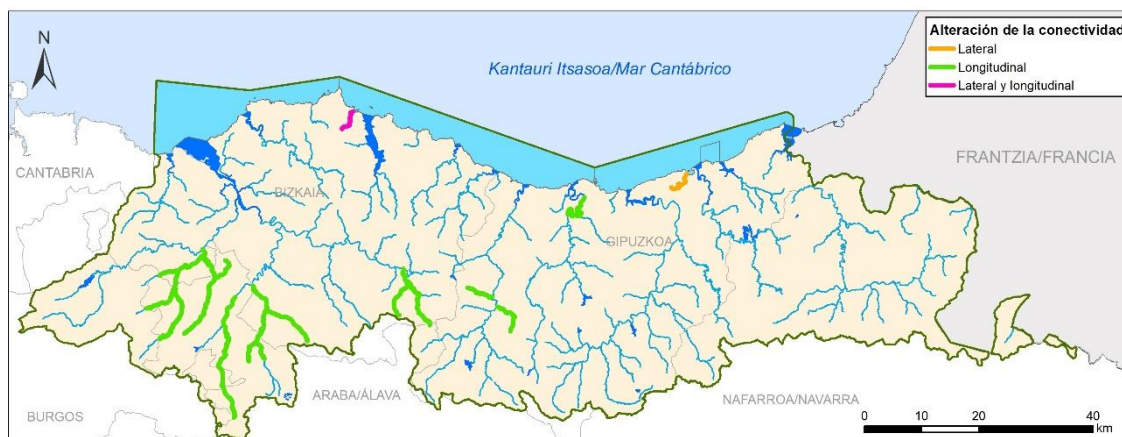 N
Kantauri Itsasoa/Mar Cantábrico
Alteración de la conectividad
Lateral
Longitudinal
Lateral y longitudinal
CANTABRIA
FRANTZIA/FRANCIA
BIZKAIA
GIPUZKOA
ARABA/ÁLAVA
NAFARROA/NAVARRA
BURGOS
0 10 20 40
km